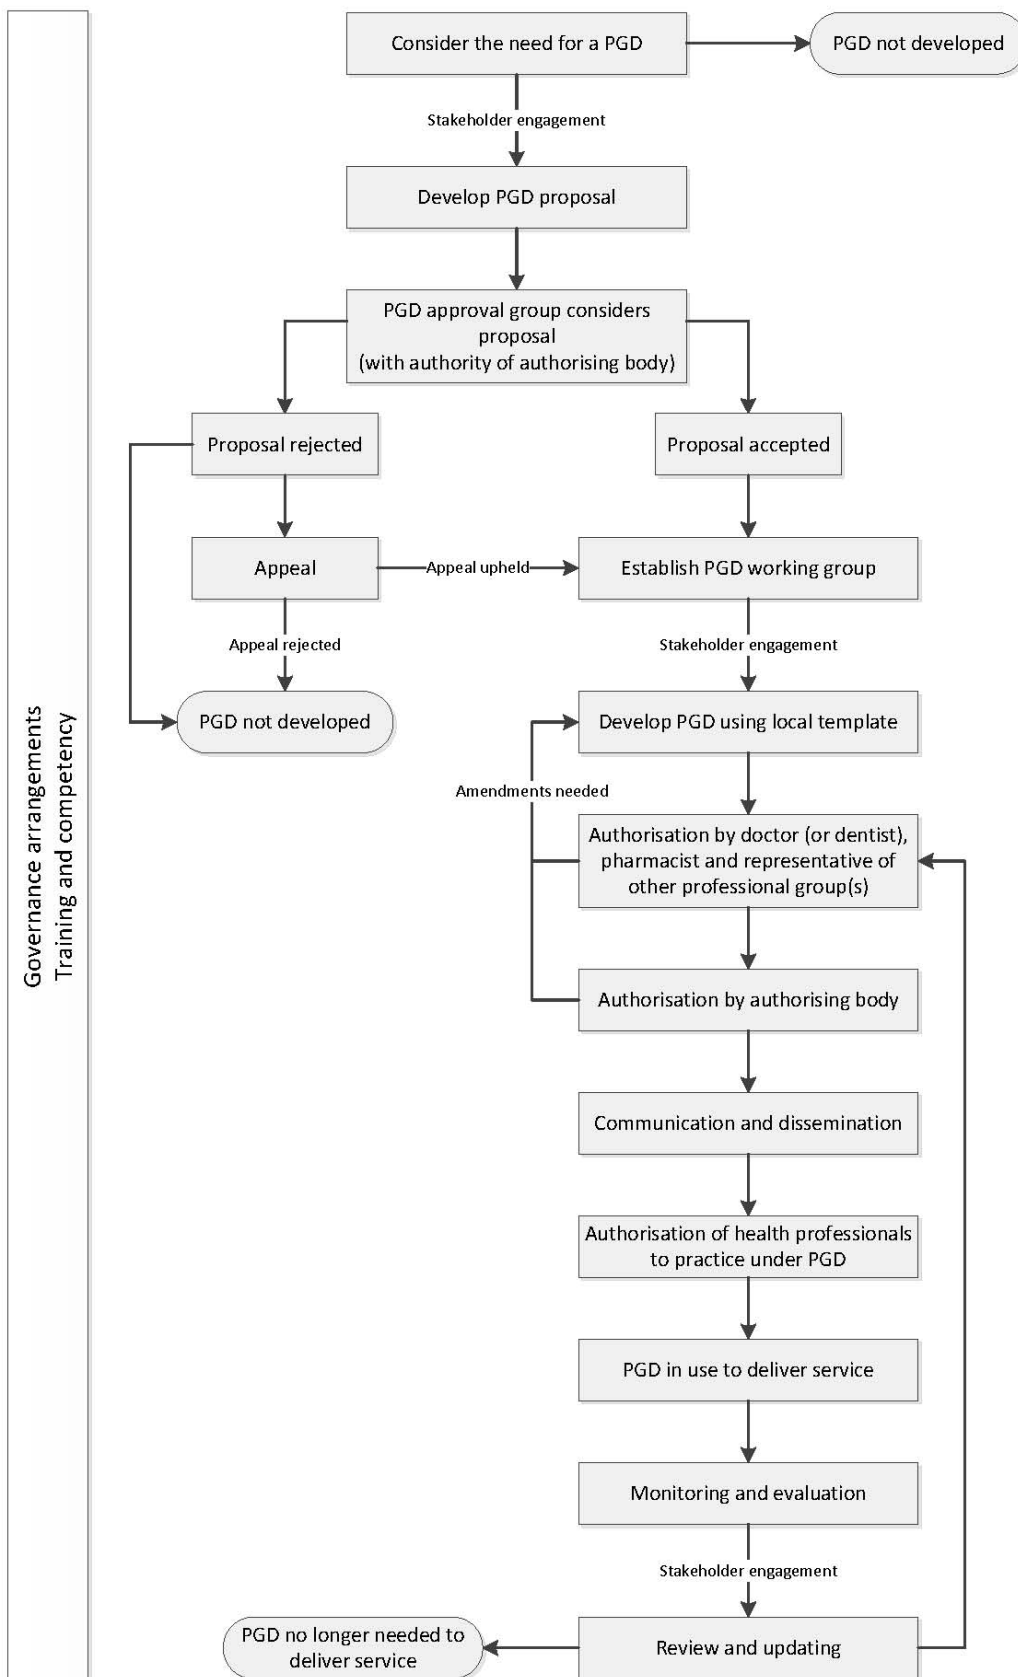 Consider the need for a PGD
PGD not developed
Stakeholder engagement
Develop PGD proposal
PGD approval group considers
proposal
(with authority of authorising body)
Proposal rejected
Proposal accepted
Appeal
Appeal upheld
Establish PGD working group
Appeal rejected
Stakeholder engagement
PGD not developed
Develop PGD using local template
Amendments needed
Authorisation by doctor (or dentist),
pharmacist and representative of
other professional group(s)
Authorisation by authorising body
Communication and dissemination
Authorisation of health professionals
to practice under PGD
PGD in use to deliver service
Monitoring and evaluation
Stakeholder engagement
PGD no longer needed to
deliver service
Review and updating
Governance arrangements
Training and competency